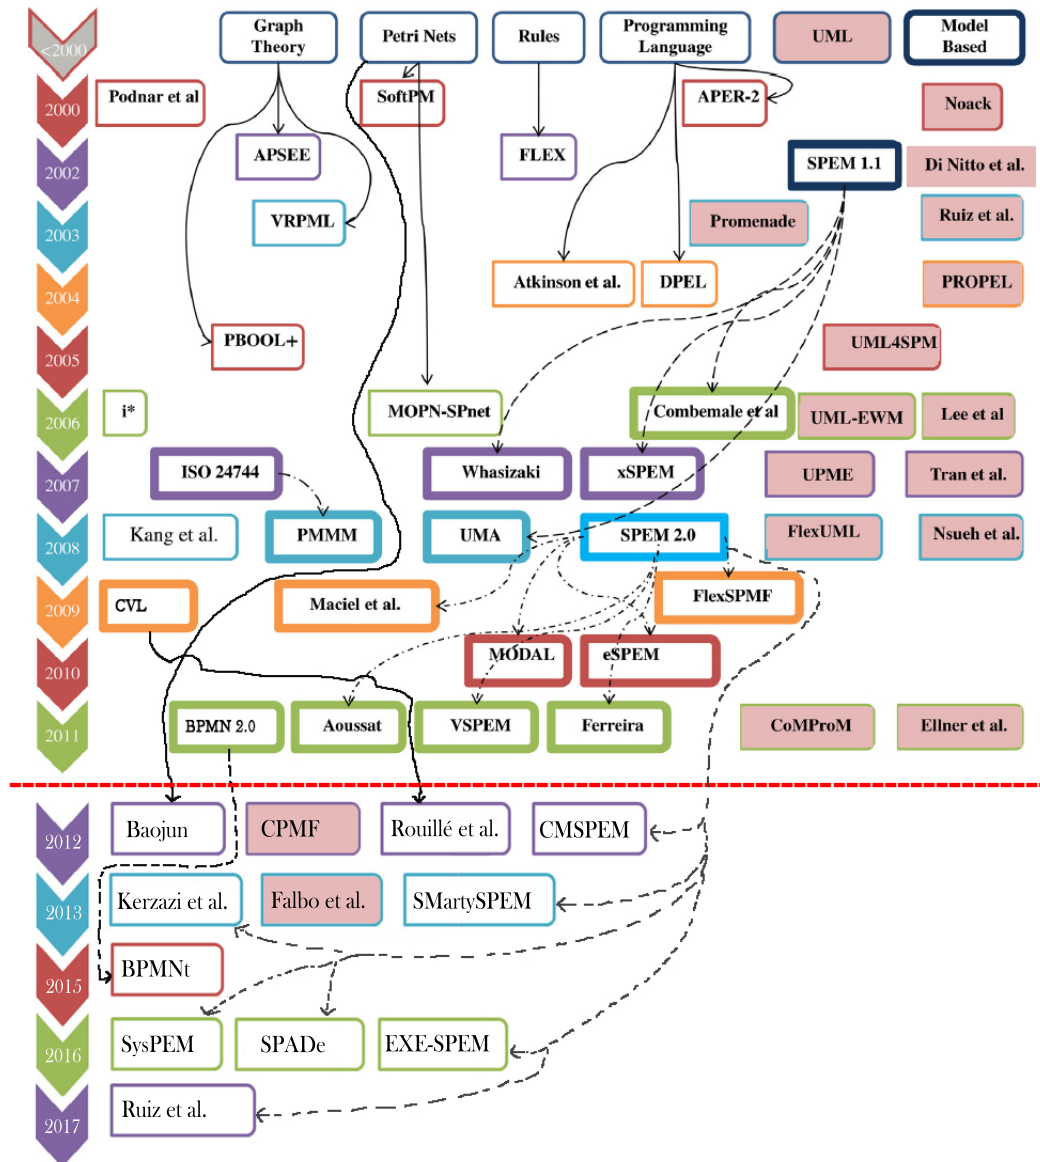 <2000
Graph
Theory
Petri Nets
Rules
Programming
Language
UML
Model
Based
2000
Podnar et al
SoftPM
APER-2
Noack
2002
APSEE
FLEX
SPEM 1.1
Di Nitto et al.
2003
VRPML
Promenade
Ruiz et al.
2004
Atkinson et al.
DPEL
PROPEL
2005
PBOOL+
UML4SPM
2006
i*
MOPN-SPnet
Combemale et al
UML-EWM
Lee et al
2007
ISO 24744
Whasizaki
xSPEM
UPME
Tran et al.
2008
Kang et al.
PMMM
UMA
SPEM 2.0
FlexUML
Nsueh et al.
2009
CVL
Maciel et al.
FlexSPMF
2010
MODAL
eSPEM
2011
BPMN 2.0
Aoussat
VSPEM
Ferreira
CoMProM
Ellner et al.
2012
Baojun
CPMF
Rouillé et al.
CMSPEM
2013
Kerzazi et al.
Falbo et al.
SMartySPEM
2015
BPMNt
2016
SysPEM
SPADe
EXE-SPEM
2017
Ruiz et al.